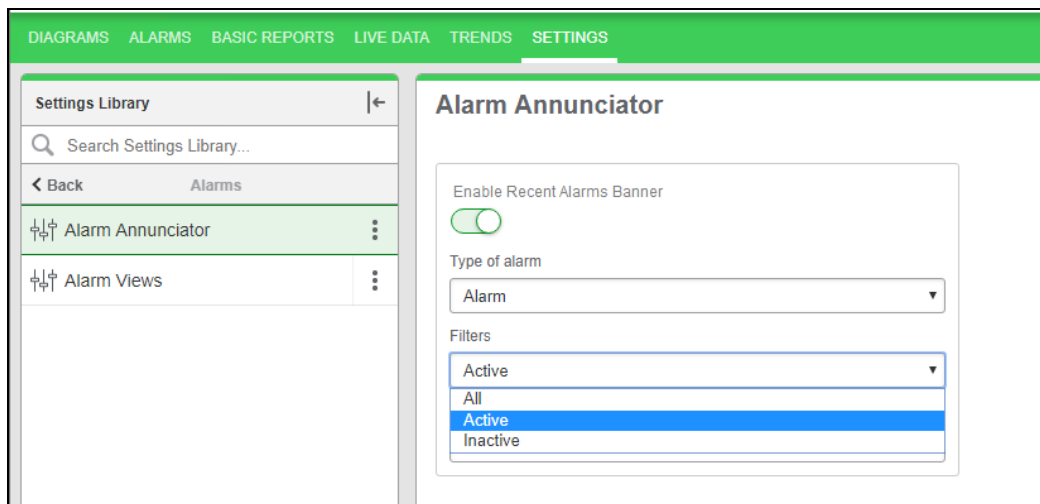 DIAGRAMS ALARMS BASIC REPORTS LIVE DATA TRENDS SETTINGS
Settings Library
Search Settings Library...
Back Alarms
Alarm Annunciator
Alarm Views
Alarm Annunciator
Enable Recent Alarms Banner
Type of alarm
Alarm
Filters
Active
All
Active
Inactive